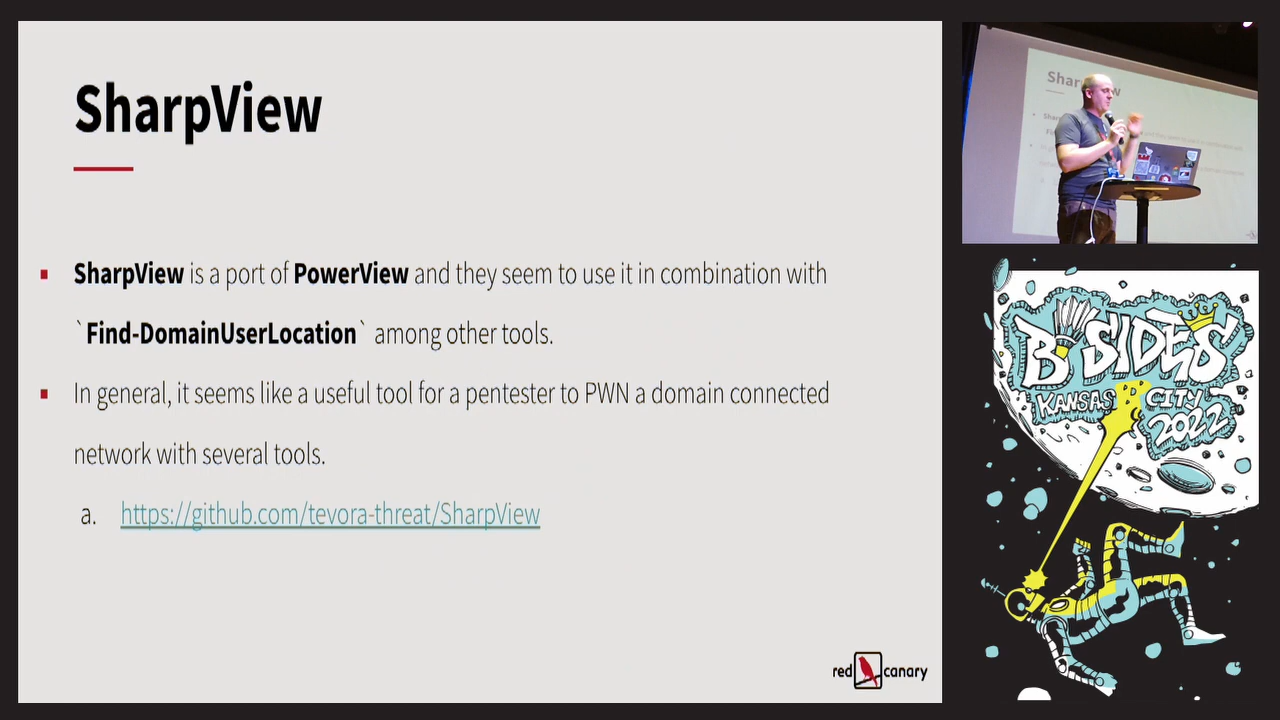 SharpView
SharpView is a port of PowerView and they seem to use it in combination with
`Find-DomainUserLocation` among other tools.
In general, it seems like a useful tool for a pentester to PWN a domain connected
network with several tools.
a. https://github.com/tevora-threat/SharpView
red canary
BSIDES
KANSAS CITY
2022